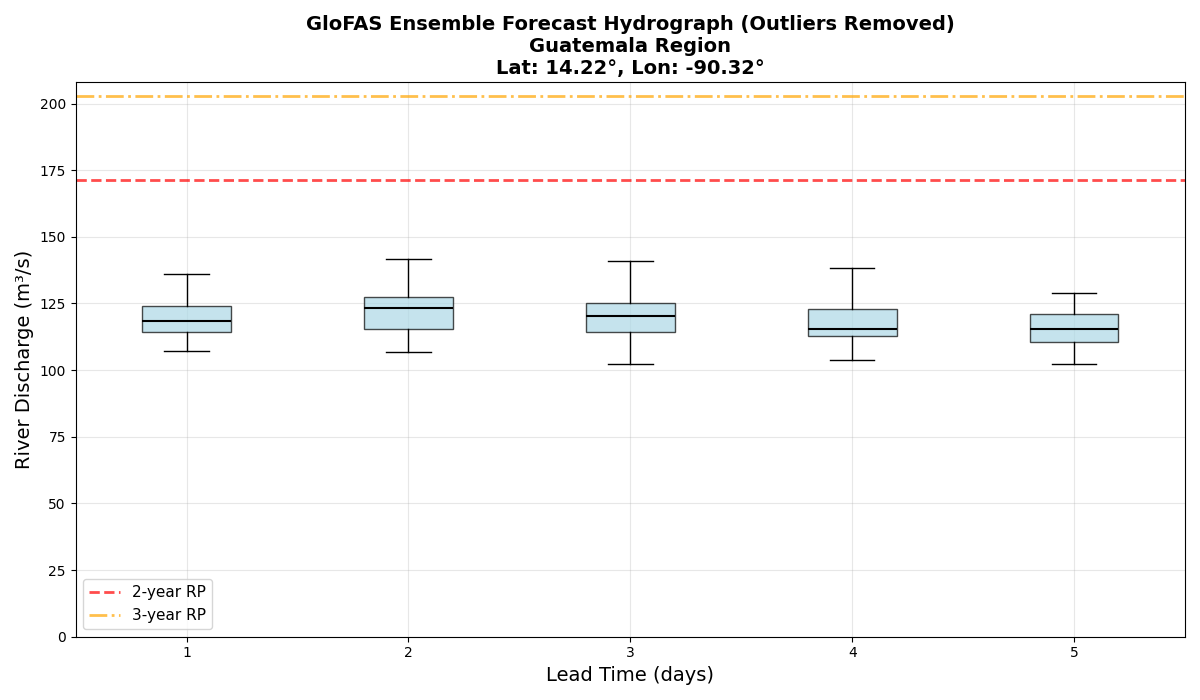 GloFAS Ensemble Forecast Hydrograph (Outliers Removed)
Guatemala Region
Lat: 14.22°, Lon: -90.32°
River Discharge (m³/s)
200
175
150
125
100
75
50
25
0
2-year RP
3-year RP
1 2 3 4 5
Lead Time (days)